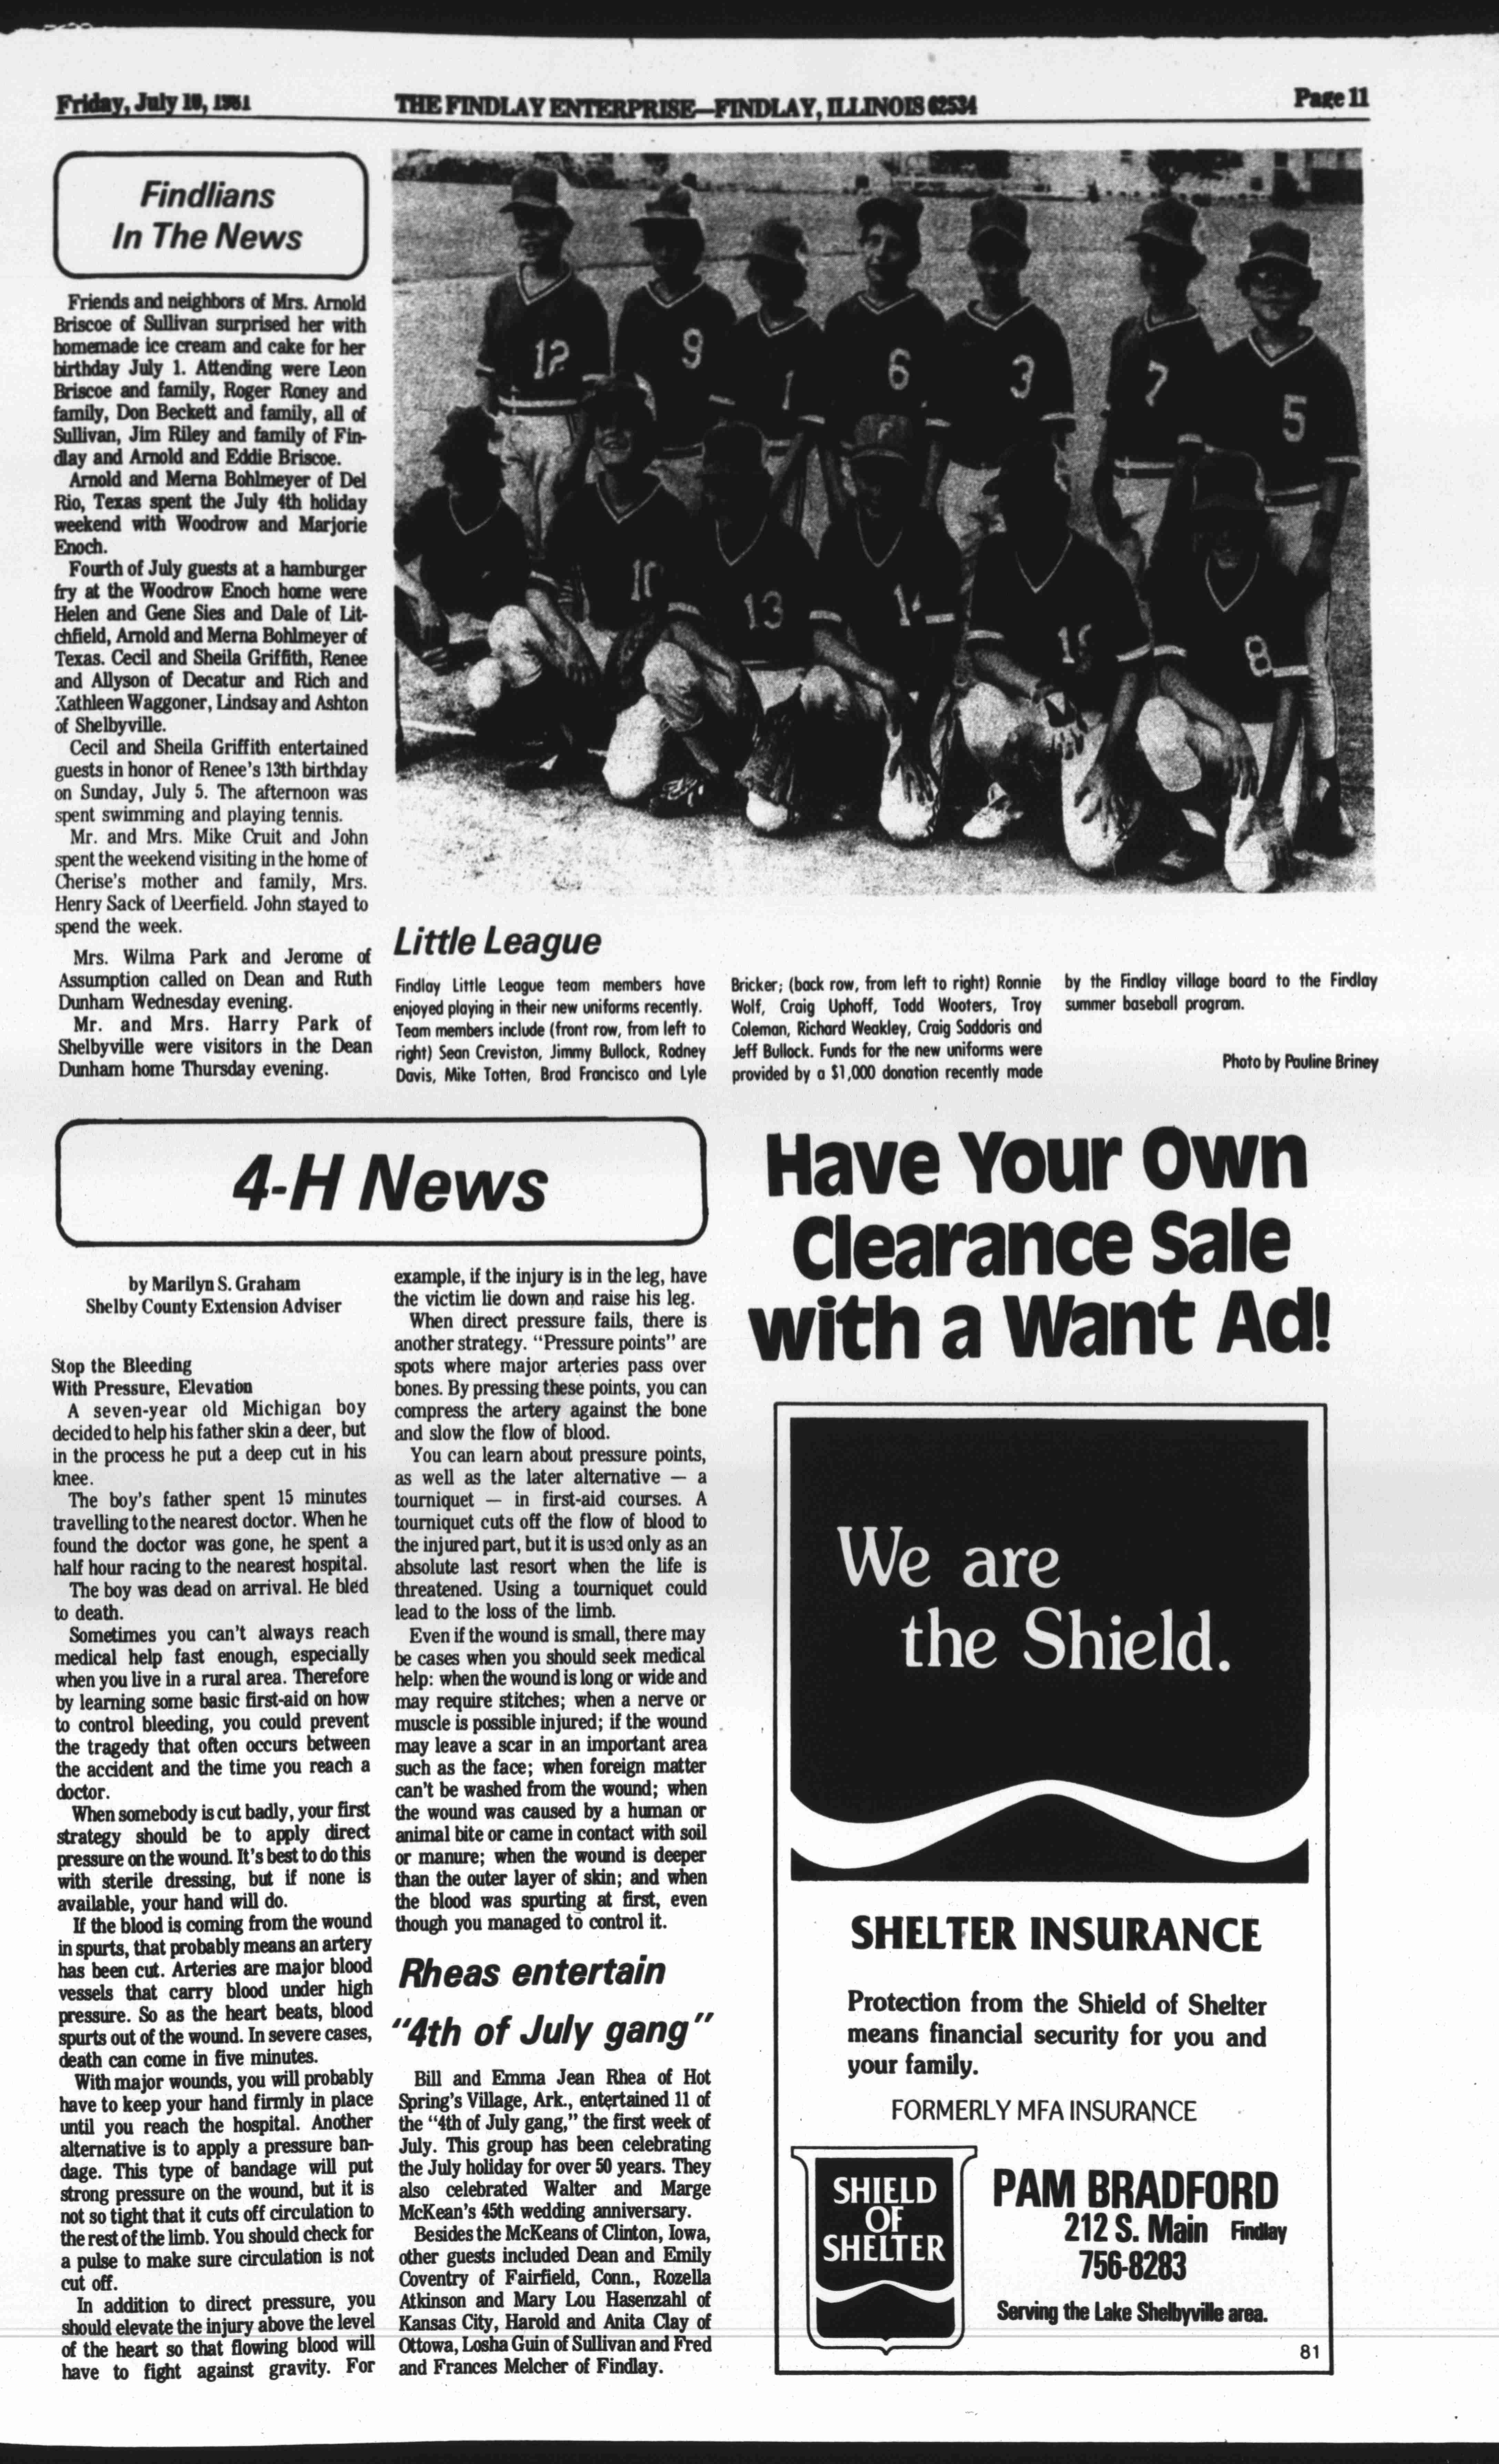 Friday, July 10, 1981
THE FINDLAY ENTERPRISE—FINDLAY, ILLINOIS 62534
Page 11
Findlians
In The News
Friends and neighbors of Mrs. Arnold
Briscoe of Sullivan surprised her with
homemade ice cream and cake for her
birthday July 1. Attending were Leon
Briscoe and family, Roger Roney and
family, Don Beckett and family, all of
Sullivan, Jim Riley and family of Fin-
dlay and Arnold and Eddie Briscoe.
Arnold and Merna Bohlmeyer of Del
Rio, Texas spent the July 4th holiday
weekend with Woodrow and Marjorie
Enoch.
Fourth of July guests at a hamburger
fry at the Woodrow Enoch home were
Helen and Gene Sies and Dale of Lit-
chfield, Arnold and Merna Bohlmeyer of
Texas. Cecil and Sheila Griffith, Renee
and Allyson of Decatur and Rich and
Kathleen Waggoner, Lindsay and Ashton
of Shelbyville.
Cecil and Sheila Griffith entertained
guests in honor of Renee's 13th birthday
on Sunday, July 5. The afternoon was
spent swimming and playing tennis.
Mr. and Mrs. Mike Cruit and John
spent the weekend visiting in the home of
Cherise's mother and family, Mrs.
Henry Sack of Deerfield. John stayed to
spend the week.
Mrs. Wilma Park and Jerome of
Assumption called on Dean and Ruth
Dunham Wednesday evening.
Mr. and Mrs. Harry Park of
Shelbyville were visitors in the Dean
Dunham home Thursday evening.
12
9
1
6
3
7
5
10
13
8
Little League
Findlay Little League team members have
enjoyed playing in their new uniforms recently.
Team members include (front row, from left to
right) Sean Creviston, Jimmy Bullock, Rodney
Davis, Mike Totten, Brad Francisco and Lyle
Bricker; (back row, from left to right) Ronnie
Wolf, Craig Uphoff, Todd Wooters, Troy
Coleman, Richard Weakley, Craig Saddoris and
Jeff Bullock. Funds for the new uniforms were
provided by a $1,000 donation recently made
by the Findlay village board to the Findlay
summer baseball program.
Photo by Pauline Briney
4-H News
by Marilyn S. Graham
Shelby County Extension Adviser
Stop the Bleeding
With Pressure, Elevation
A seven-year old Michigan boy
decided to help his father skin a deer, but
in the process he put a deep cut in his
knee.
The boy's father spent 15 minutes
travelling to the nearest doctor. When he
found the doctor was gone, he spent a
half hour racing to the nearest hospital.
The boy was dead on arrival. He bled
to death.
Sometimes you can't always reach
medical help fast enough, especially
when you live in a rural area. Therefore
by learning some basic first-aid on how
to control bleeding, you could prevent
the tragedy that often occurs between
the accident and the time you reach a
doctor.
When somebody is cut badly, your first
strategy should be to apply direct
pressure on the wound. It's best to do this
with sterile dressing, but if none is
available, your hand will do.
If the blood is coming from the wound
in spurts, that probably means an artery
has been cut. Arteries are major blood
vessels that carry blood under high
pressure. So as the heart beats, blood
spurts out of the wound. In severe cases,
death can come in five minutes.
With major wounds, you will probably
have to keep your hand firmly in place
until you reach the hospital. Another
alternative is to apply a pressure ban-
dage. This type of bandage will put
strong pressure on the wound, but it is
not so tight that it cuts off circulation to
the rest of the limb. You should check for
a pulse to make sure circulation is not
cut off.
In addition to direct pressure, you
should elevate the injury above the level
of the heart so that flowing blood will
have to fight against gravity. For
example, if the injury is in the leg, have
the victim lie down and raise his leg.
When direct pressure fails, there is
another strategy. "Pressure points" are
spots where major arteries pass over
bones. By pressing these points, you can
compress the artery against the bone
and slow the flow of blood.
You can learn about pressure points,
as well as the later alternative — a
tourniquet — in first-aid courses. A
tourniquet cuts off the flow of blood to
the injured part, but it is used only as an
absolute last resort when the life is
threatened. Using a tourniquet could
lead to the loss of the limb.
Even if the wound is small, there may
be cases when you should seek medical
help: when the wound is long or wide and
may require stitches; when a nerve or
muscle is possible injured; if the wound
may leave a scar in an important area
such as the face; when foreign matter
can't be washed from the wound; when
the wound was caused by a human or
animal bite or came in contact with soil
or manure; when the wound is deeper
than the outer layer of skin; and when
the blood was spurting at first, even
though you managed to control it.
Rheas entertain
"4th of July gang"
Bill and Emma Jean Rhea of Hot
Spring's Village, Ark., entertained 11 of
the "4th of July gang," the first week of
July. This group has been celebrating
the July holiday for over 50 years. They
also celebrated Walter and Marge
McKean's 45th wedding anniversary.
Besides the McKeans of Clinton, Iowa,
other guests included Dean and Emily
Coventry of Fairfield, Conn., Rozella
Atkinson and Mary Lou Hasenzahl of
Kansas City, Harold and Anita Clay of
Ottowa, Losha Guin of Sullivan and Fred
and Frances Melcher of Findlay.
Have Your Own
Clearance Sale
with a Want Ad!
We are
the Shield.
SHELTER INSURANCE
Protection from the Shield of Shelter
means financial security for you and
your family.
FORMERLY MFA INSURANCE
SHIELD
OF
SHELTER
PAM BRADFORD
212 S. Main Findlay
756-8283
Serving the Lake Shelbyville area.
81